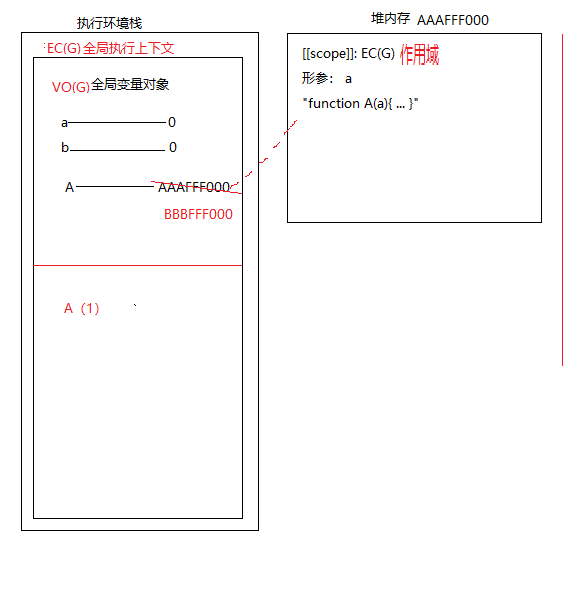 执行环境栈
EC(G)全局执行上下文
VO(G)全局变量对象
a 0
b 0
A AAAFFF000
BBBFFF000
A（1）
堆内存 AAAFFF000
[[scope]]: EC(G) 作用域
形参： a
"function A(a){ ... }"